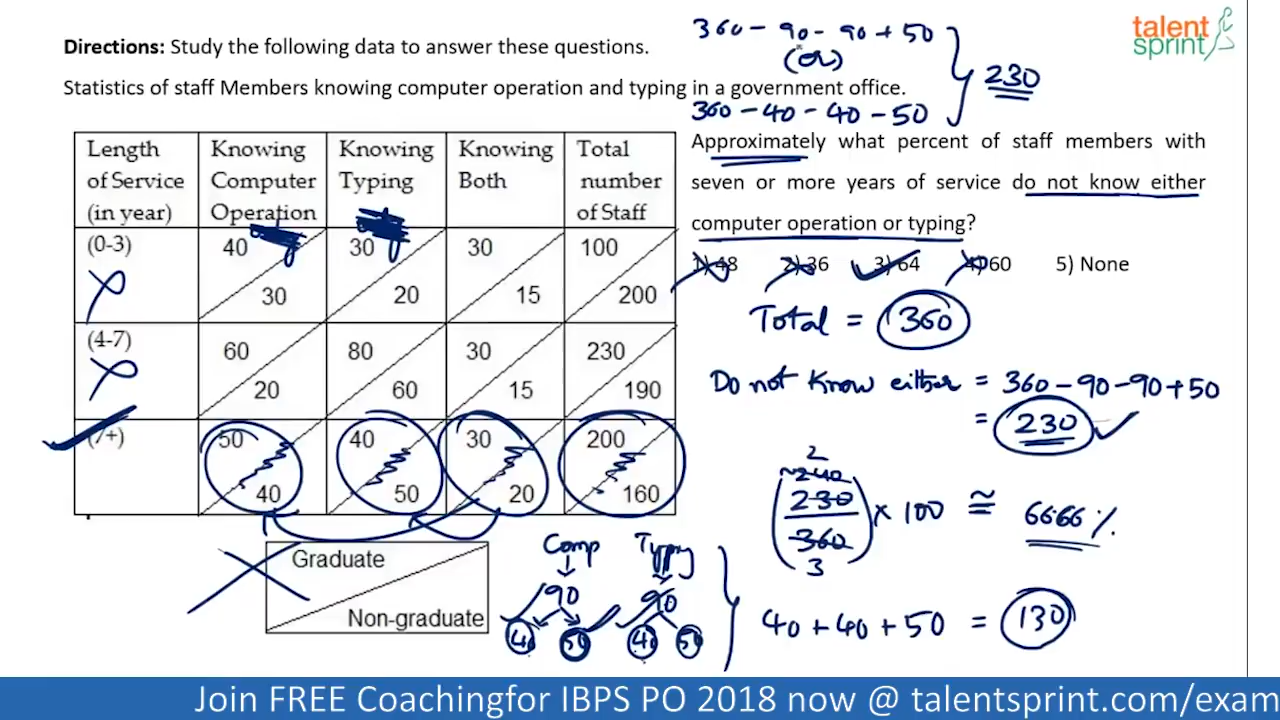 talent
sprint
Directions: Study the following data to answer these questions.
Statistics of staff Members knowing computer operation and typing in a government office.
360 - 90 - 90 + 50
(or)
360 - 40 - 40 - 50
230
Length of Service (in year) Knowing Computer Operation Knowing Typing Knowing Both Total number of Staff
(0-3) 40 30 30 100
30 20 15 200
(4-7) 60 80 30 230
20 60 15 190
(7+) 50 40 30 200
40 50 20 160
Graduate
Non-graduate
Approximately what percent of staff members with
seven or more years of service do not know either
computer operation or typing?
1) 48 2) 36 3) 64 4) 60 5) None
Total = 360
Do not know either = 360 - 90 - 90 + 50
= 230
2
~240
(230/360) × 100 ≅ 66.66 %.
3
Comp Typg
90 90
40 50 40 50
40 + 40 + 50 = 130
Join FREE Coachingfor IBPS PO 2018 now @ talentsprint.com/exam